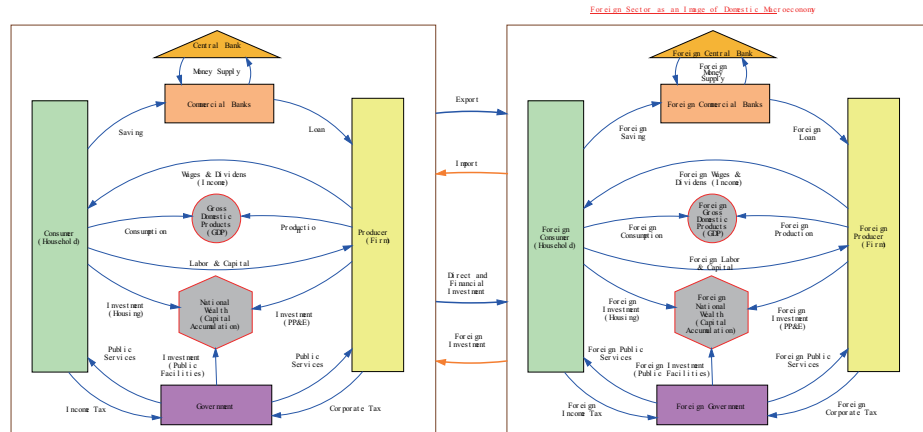 Foreign Sector as an Image of Domestic Macroeconomy
Central Bank
Money Supply
Commercial Banks
Saving
Loan
Wages & Dividens
(Income)
Gross
Domestic
Products
(GDP)
Consumption
Production
Consumer
(Household)
Producer
(Firm)
Labor & Capital
National
Wealth
(Capital
Accumulation)
Investment
(Housing)
Investment
(PP&E)
Public
Services
Investment
(Public
Facilities)
Public
Services
Government
Income Tax
Corporate Tax
Export
Import
Direct and
Financial
Investment
Foreign
Investment
Foreign Central Bank
Foreign
Money
Supply
Foreign Commercial Banks
Foreign
Saving
Foreign
Loan
Foreign Wages &
Dividens (Income)
Foreign
Gross
Domestic
Products
(GDP)
Foreign
Consumption
Foreign
Production
Foreign
Consumer
(Household)
Foreign
Producer
(Firm)
Foreign Labor
& Capital
Foreign
National
Wealth
(Capital
Accumulation)
Foreign
Investment
(Housing)
Foreign
Investment
(PP&E)
Foreign Public
Services
Foreign Investment
(Public Facilities)
Foreign Public
Services
Foreign Government
Foreign
Income Tax
Foreign
Corporate Tax